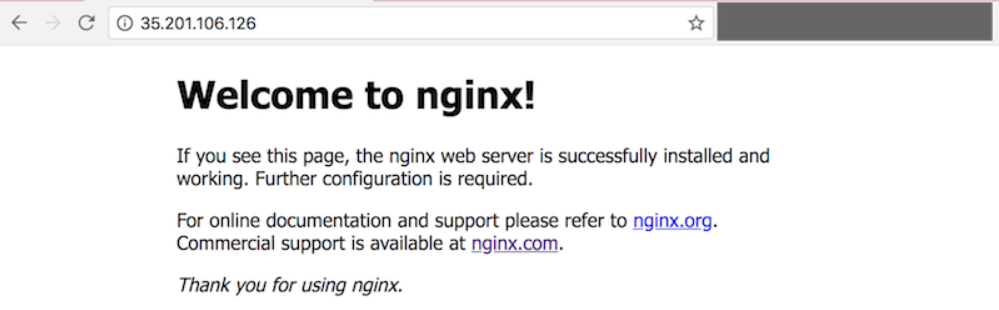 35.201.106.126
Welcome to nginx!
If you see this page, the nginx web server is successfully installed and
working. Further configuration is required.
For online documentation and support please refer to nginx.org.
Commercial support is available at nginx.com.
Thank you for using nginx.